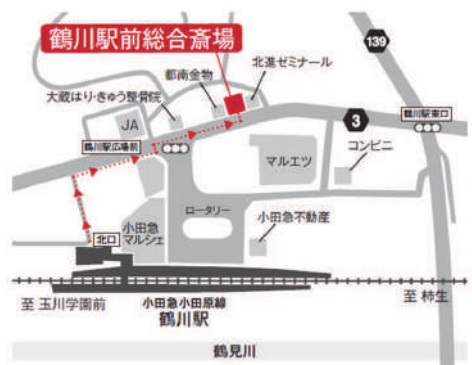 鶴川駅前総合斎場
139
北進ゼミナール
都南金物
大蔵はり・きゅう整骨院
鶴川駅東口
JA
3
鶴川駅広場前
コンビニ
マルエツ
ロータリー
小田急
マルシェ
小田急不動産
北口
至 玉川学園前
小田急小田原線
鶴川駅
至 柿生
鶴見川